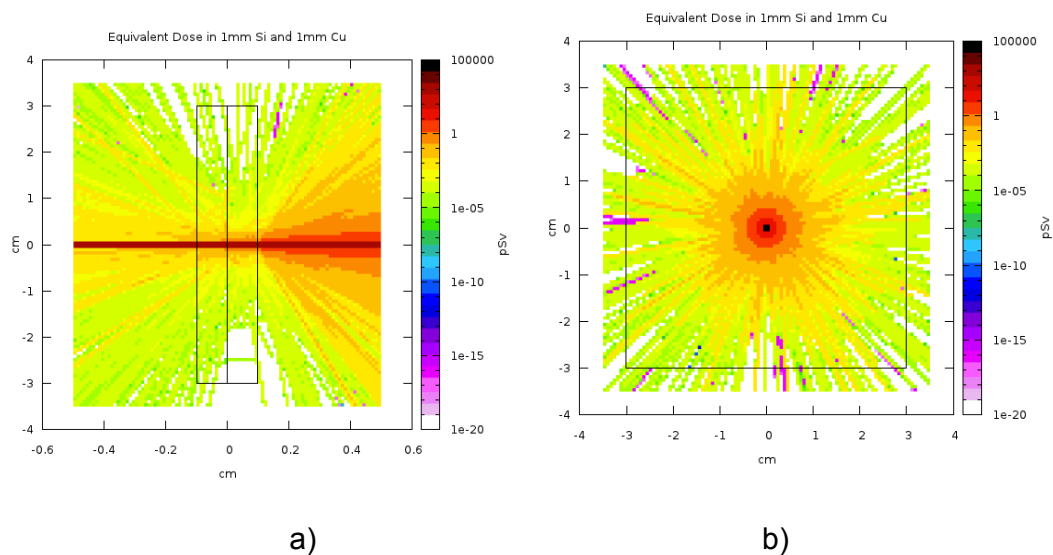 Equivalent Dose in 1mm Si and 1mm Cu
4
3
2
1
0
-1
-2
-3
-4
cm
-0.6
-0.4
-0.2
0
0.2
0.4
0.6
cm
100000
1
1e-05
1e-10
1e-15
1e-20
pSv
a)
Equivalent Dose in 1mm Si and 1mm Cu
4
3
2
1
0
-1
-2
-3
-4
cm
-4
-3
-2
-1
0
1
2
3
4
cm
100000
1
1e-05
1e-10
1e-15
1e-20
pSv
b)